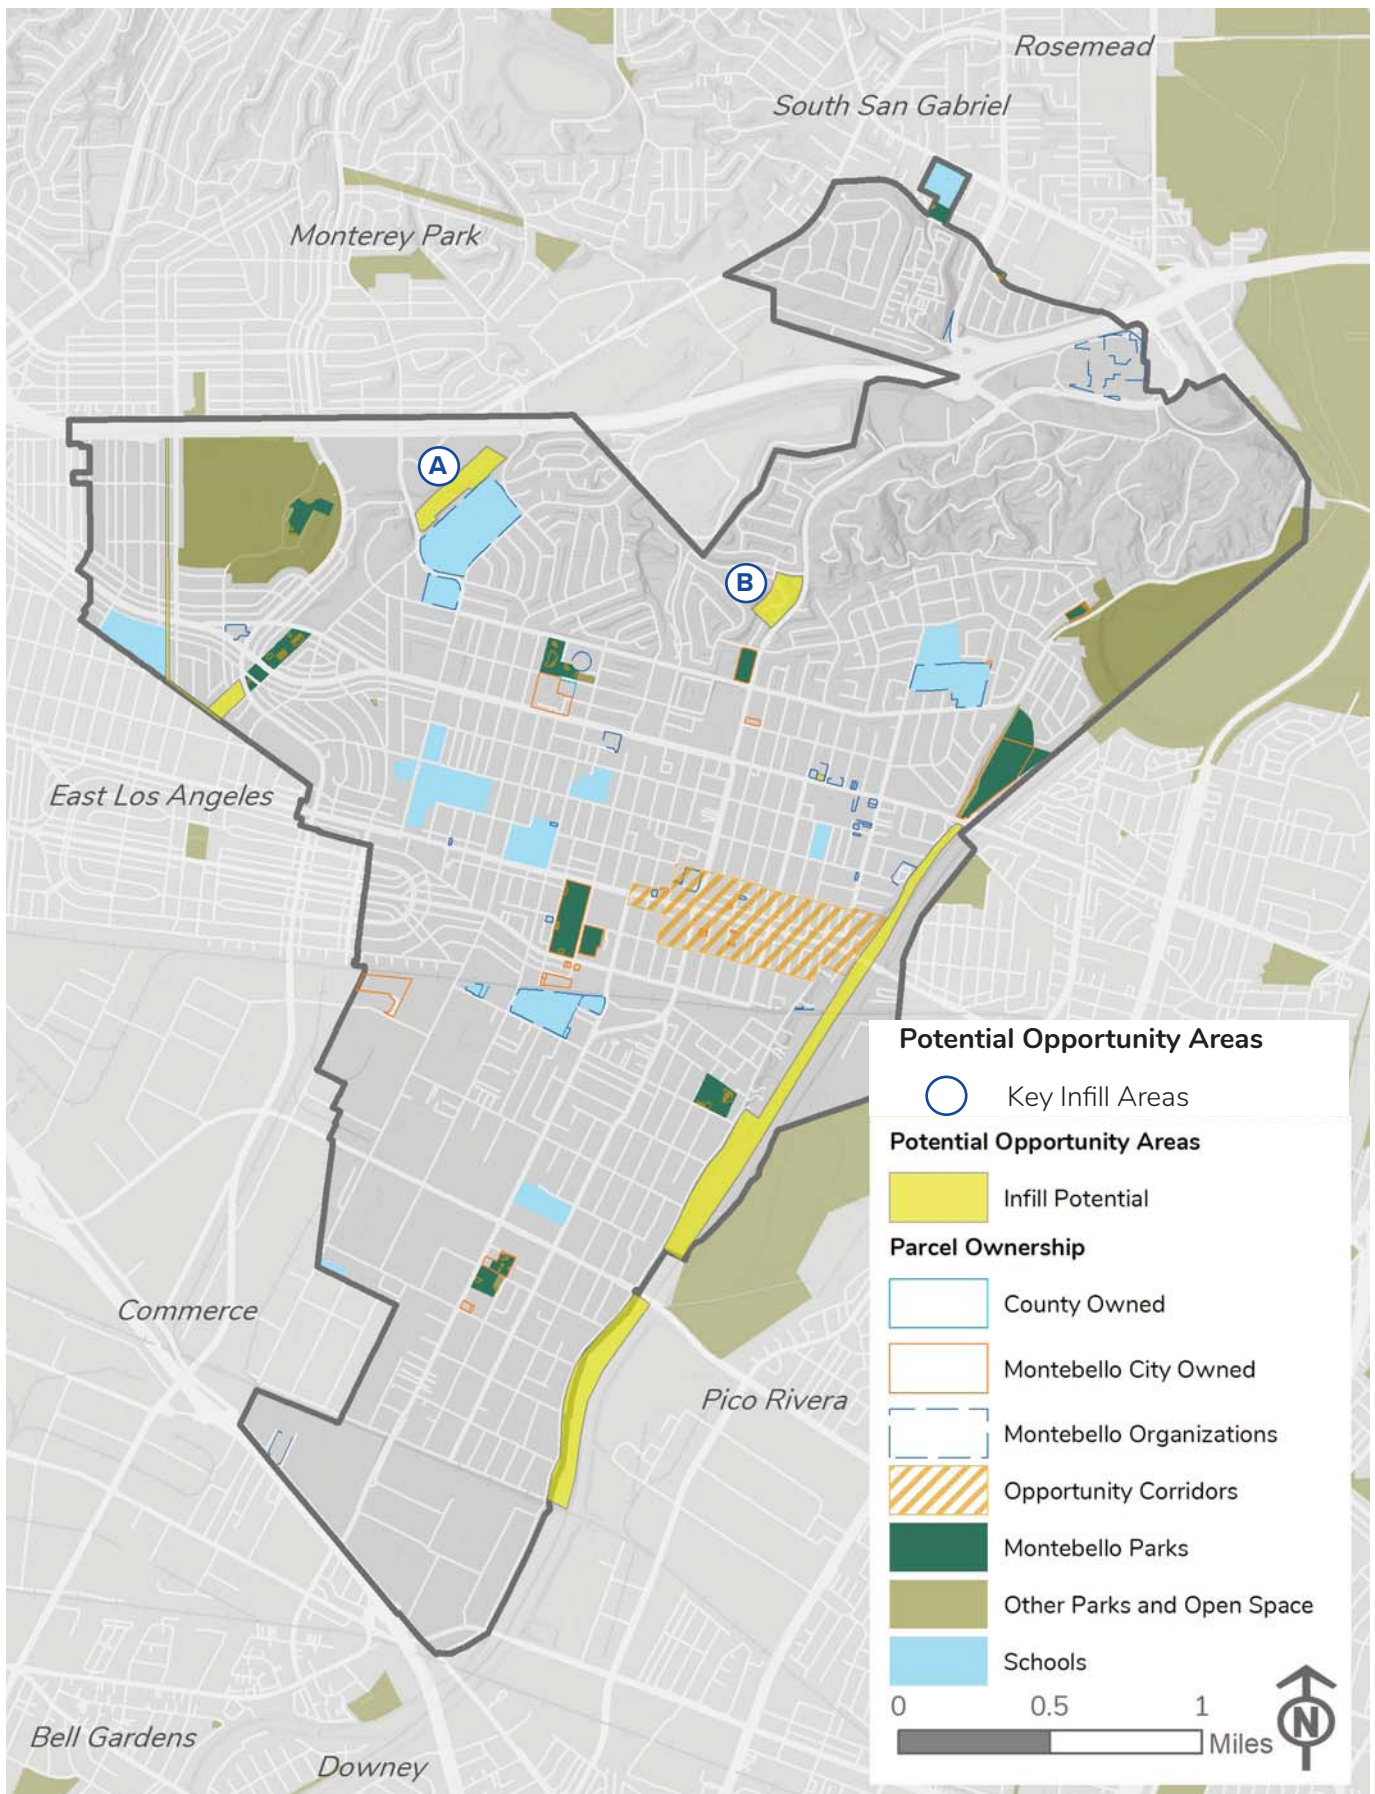 Rosemead
South San Gabriel
Monterey Park
A
B
East Los Angeles
Commerce
Pico Rivera
Bell Gardens
Downey
Potential Opportunity Areas
Key Infill Areas
Potential Opportunity Areas
Infill Potential
Parcel Ownership
County Owned
Montebello City Owned
Montebello Organizations
Opportunity Corridors
Montebello Parks
Other Parks and Open Space
Schools
0 0.5 1
Miles
N